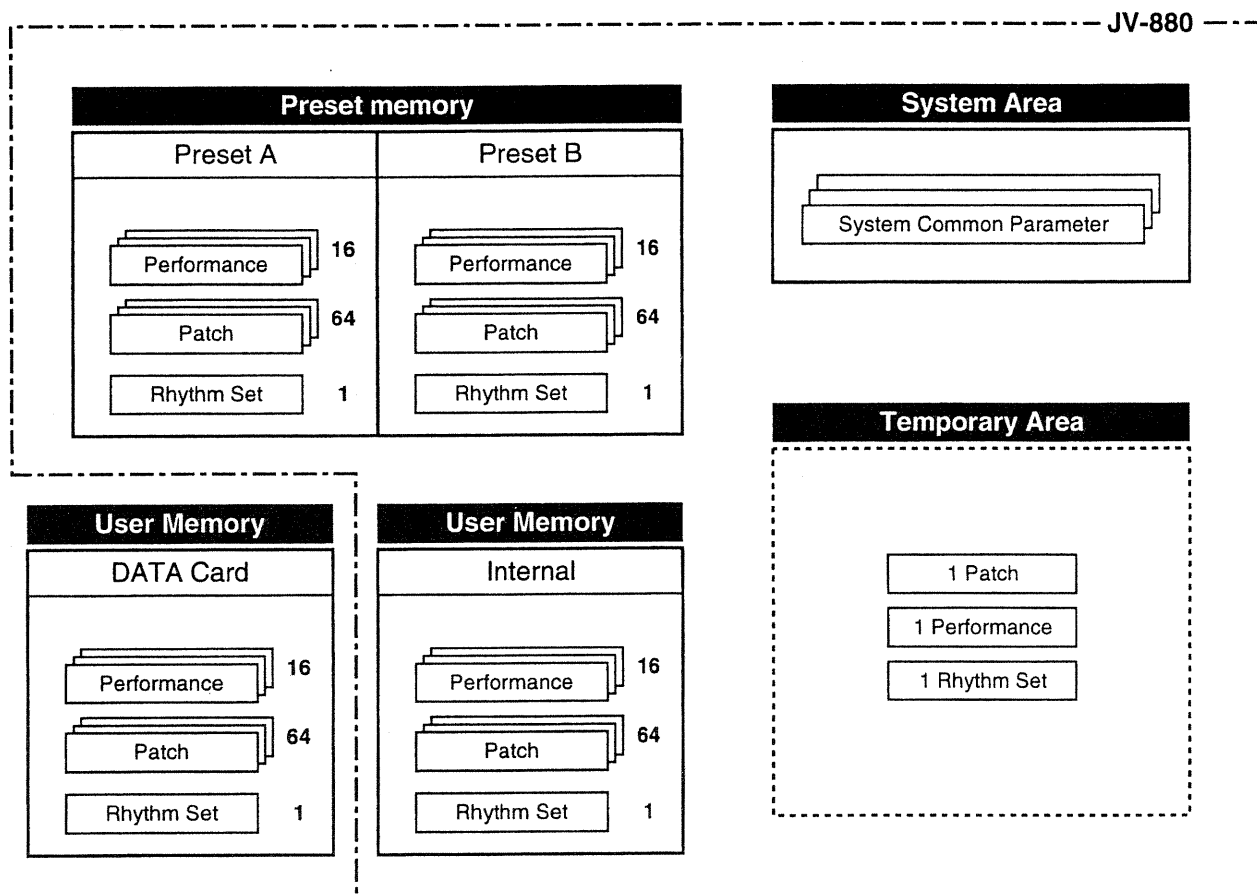 JV-880
Preset memory
Preset A
Preset B
Performance 16
Patch 64
Rhythm Set 1
Performance 16
Patch 64
Rhythm Set 1
System Area
System Common Parameter
Temporary Area
1 Patch
1 Performance
1 Rhythm Set
User Memory
DATA Card
Performance 16
Patch 64
Rhythm Set 1
User Memory
Internal
Performance 16
Patch 64
Rhythm Set 1